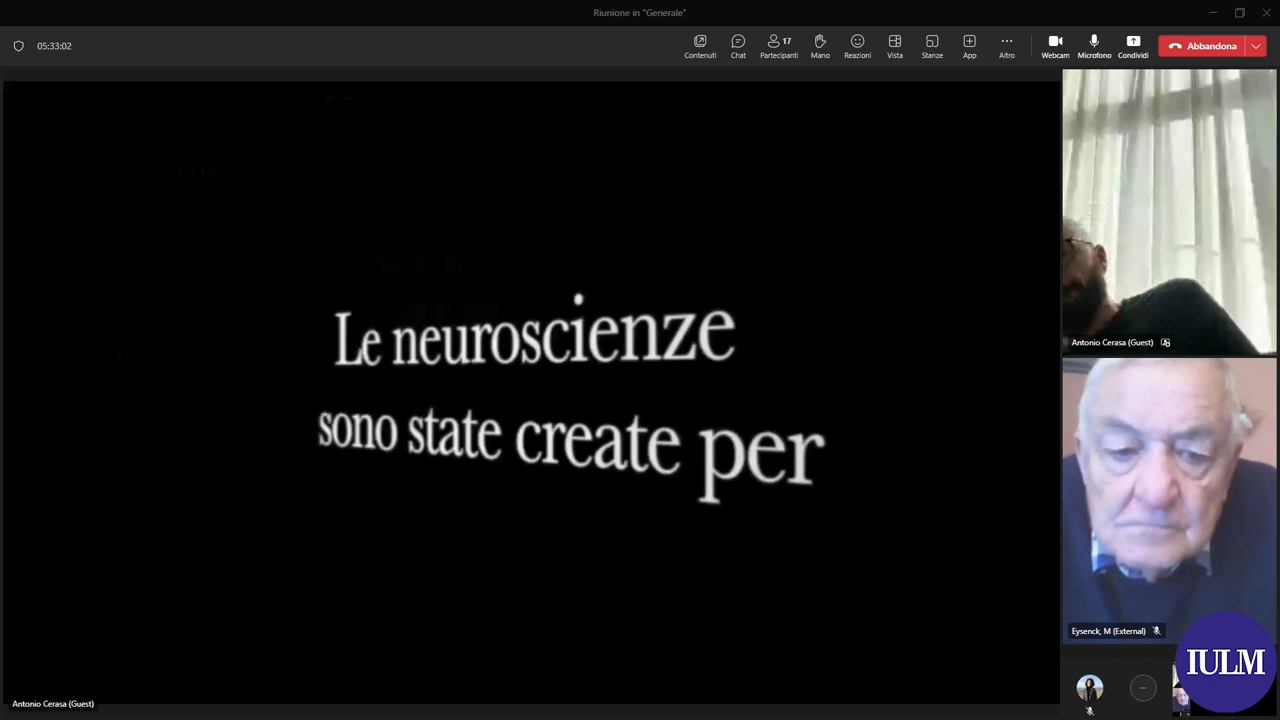 Riunione in "Generale"
05:33:02
17
Contenuti
Chat
Partecipanti
Mano
Reazioni
Vista
Stanze
App
Altro
Webcam
Microfono
Condividi
Abbandona
Le neuroscienze
sono state create per
Antonio Cerasa (Guest)
Eysenck, M (External)
IULM
Antonio Cerasa (Guest)